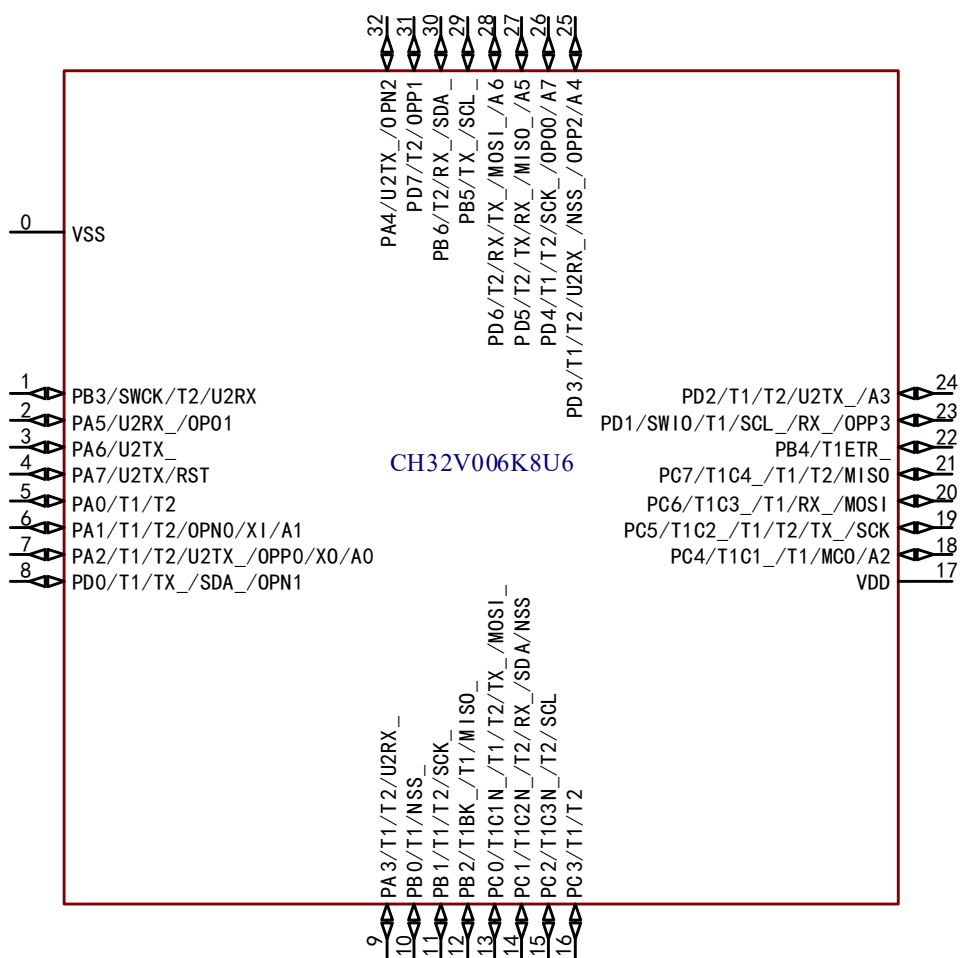 32
31
30
29
28
27
26
25
PA4/U2TX_/OPN2
PD7/T2/OPP1
PB6/T2/RX_/SDA_
PB5/TX_/SCL_
PD6/T2/RX/TX_/MOSI_/A6
PD5/T2/TX/RX_/MISO_/A5
PD4/T1/T2/SCK_/OPO0/A7
PD3/T1/T2/U2RX_/NSS_/OPP2/A4
0 VSS
1 PB3/SWCK/T2/U2RX
2 PA5/U2RX_/OPO1
3 PA6/U2TX_
4 PA7/U2TX/RST
5 PA0/T1/T2
6 PA1/T1/T2/OPN0/XI/A1
7 PA2/T1/T2/U2TX_/OPP0/XO/A0
8 PD0/T1/TX_/SDA_/OPN1
CH32V006K8U6
PD2/T1/T2/U2TX_/A3 24
PD1/SWIO/T1/SCL_/RX_/OPP3 23
PB4/T1ETR_ 22
PC7/T1C4_/T1/T2/MISO 21
PC6/T1C3_/T1/RX_/MOSI 20
PC5/T1C2_/T1/T2/TX_/SCK 19
PC4/T1C1_/T1/MCO/A2 18
VDD 17
PA3/T1/T2/U2RX_
PB0/T1/NSS_
PB1/T1/T2/SCK_
PB2/T1BK_/T1/MISO_
PC0/T1C1N_/T1/T2/TX_/MOSI_
PC1/T1C2N_/T2/RX_/SDA/NSS
PC2/T1C3N_/T2/SCL
PC3/T1/T2
9
10
11
12
13
14
15
16